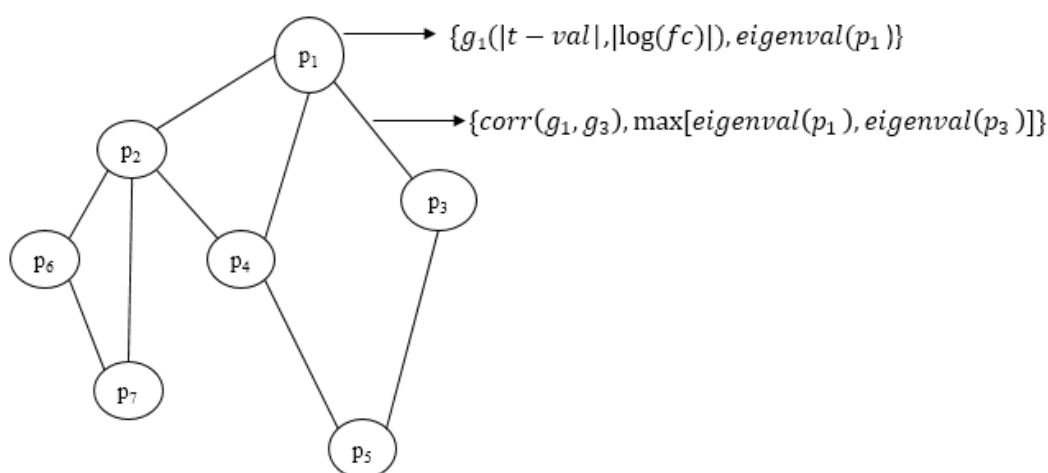 p₁
{g₁(|t − val|,|log(fc)|), eigenval(p₁)}
{corr(g₁, g₃), max[eigenval(p₁), eigenval(p₃)]}
p₂
p₃
p₆
p₄
p₇
p₅